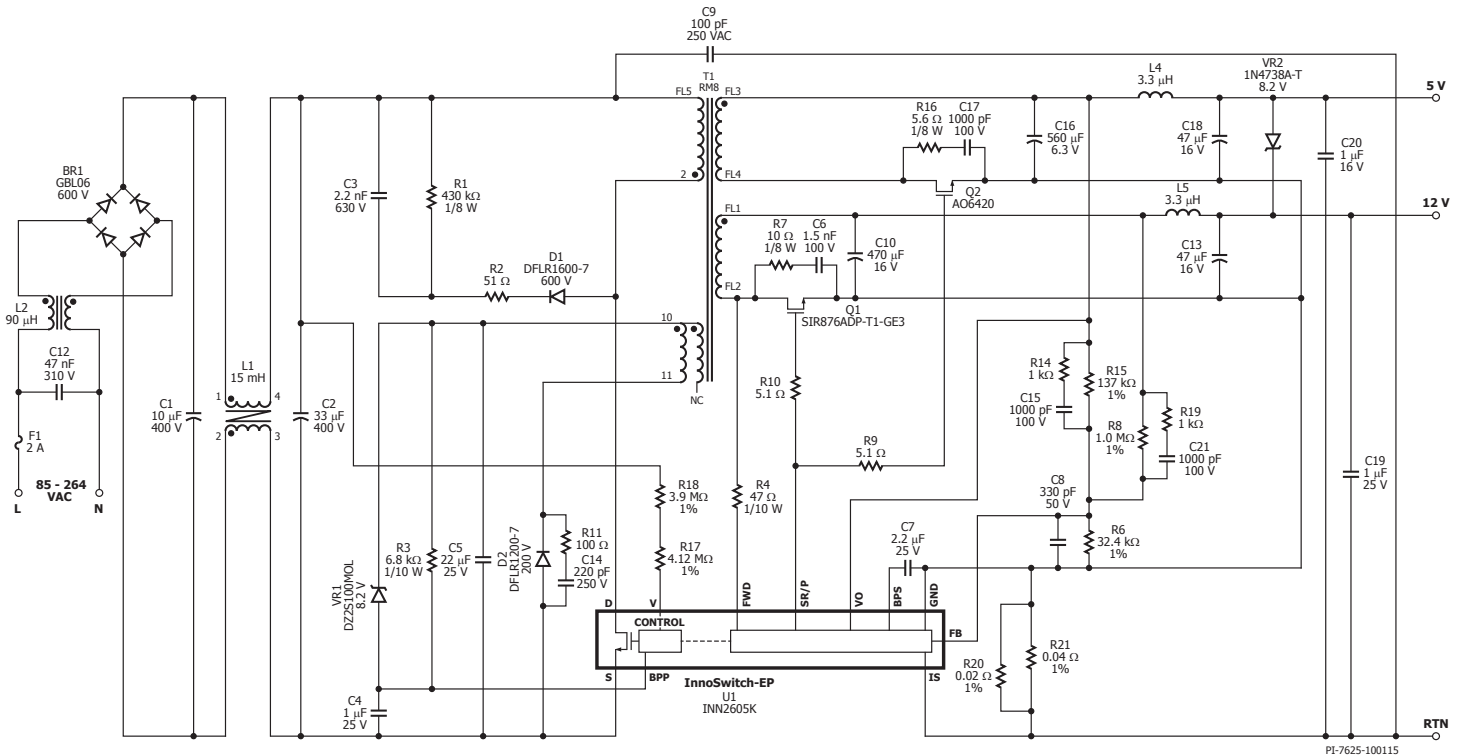 C9
100 pF
250 VAC
T1
RM8
FL5
FL3
2
FL4
FL1
FL2
10
11
NC
L4
3.3 µH
VR2
1N4738A-T
8.2 V
5 V
R16
5.6 Ω
1/8 W
C17
1000 pF
100 V
C16
560 µF
6.3 V
C18
47 µF
16 V
C20
1 µF
16 V
Q2
AO6420
L5
3.3 µH
12 V
BR1
GBL06
600 V
C3
2.2 nF
630 V
R1
430 kΩ
1/8 W
R7
10 Ω
1/8 W
C6
1.5 nF
100 V
C10
470 µF
16 V
C13
47 µF
16 V
R2
51 Ω
D1
DFLR1600-7
600 V
Q1
SIR876ADP-T1-GE3
L2
90 µH
C12
47 nF
310 V
F1
2 A
85 - 264
VAC
L
N
C1
10 µF
400 V
L1
15 mH
1
4
2
3
C2
33 µF
400 V
R10
5.1 Ω
R9
5.1 Ω
R14
1 kΩ
C15
1000 pF
100 V
R15
137 kΩ
1%
R8
1.0 MΩ
1%
R19
1 kΩ
C21
1000 pF
100 V
C19
1 µF
25 V
R18
3.9 MΩ
1%
R17
4.12 MΩ
1%
R4
47 Ω
1/10 W
C8
330 pF
50 V
R6
32.4 kΩ
1%
C7
2.2 µF
25 V
VR1
DZ2S100MOL
8.2 V
R3
6.8 kΩ
1/10 W
C5
22 µF
25 V
D2
DFLR1200-7
200 V
R11
100 Ω
C14
220 pF
250 V
D
V
FWD
SR/P
VO
BPS
GND
CONTROL
FB
S
BPP
IS
InnoSwitch-EP
U1
INN2605K
C4
1 µF
25 V
R20
0.02 Ω
1%
R21
0.04 Ω
1%
RTN
PI-7625-100115